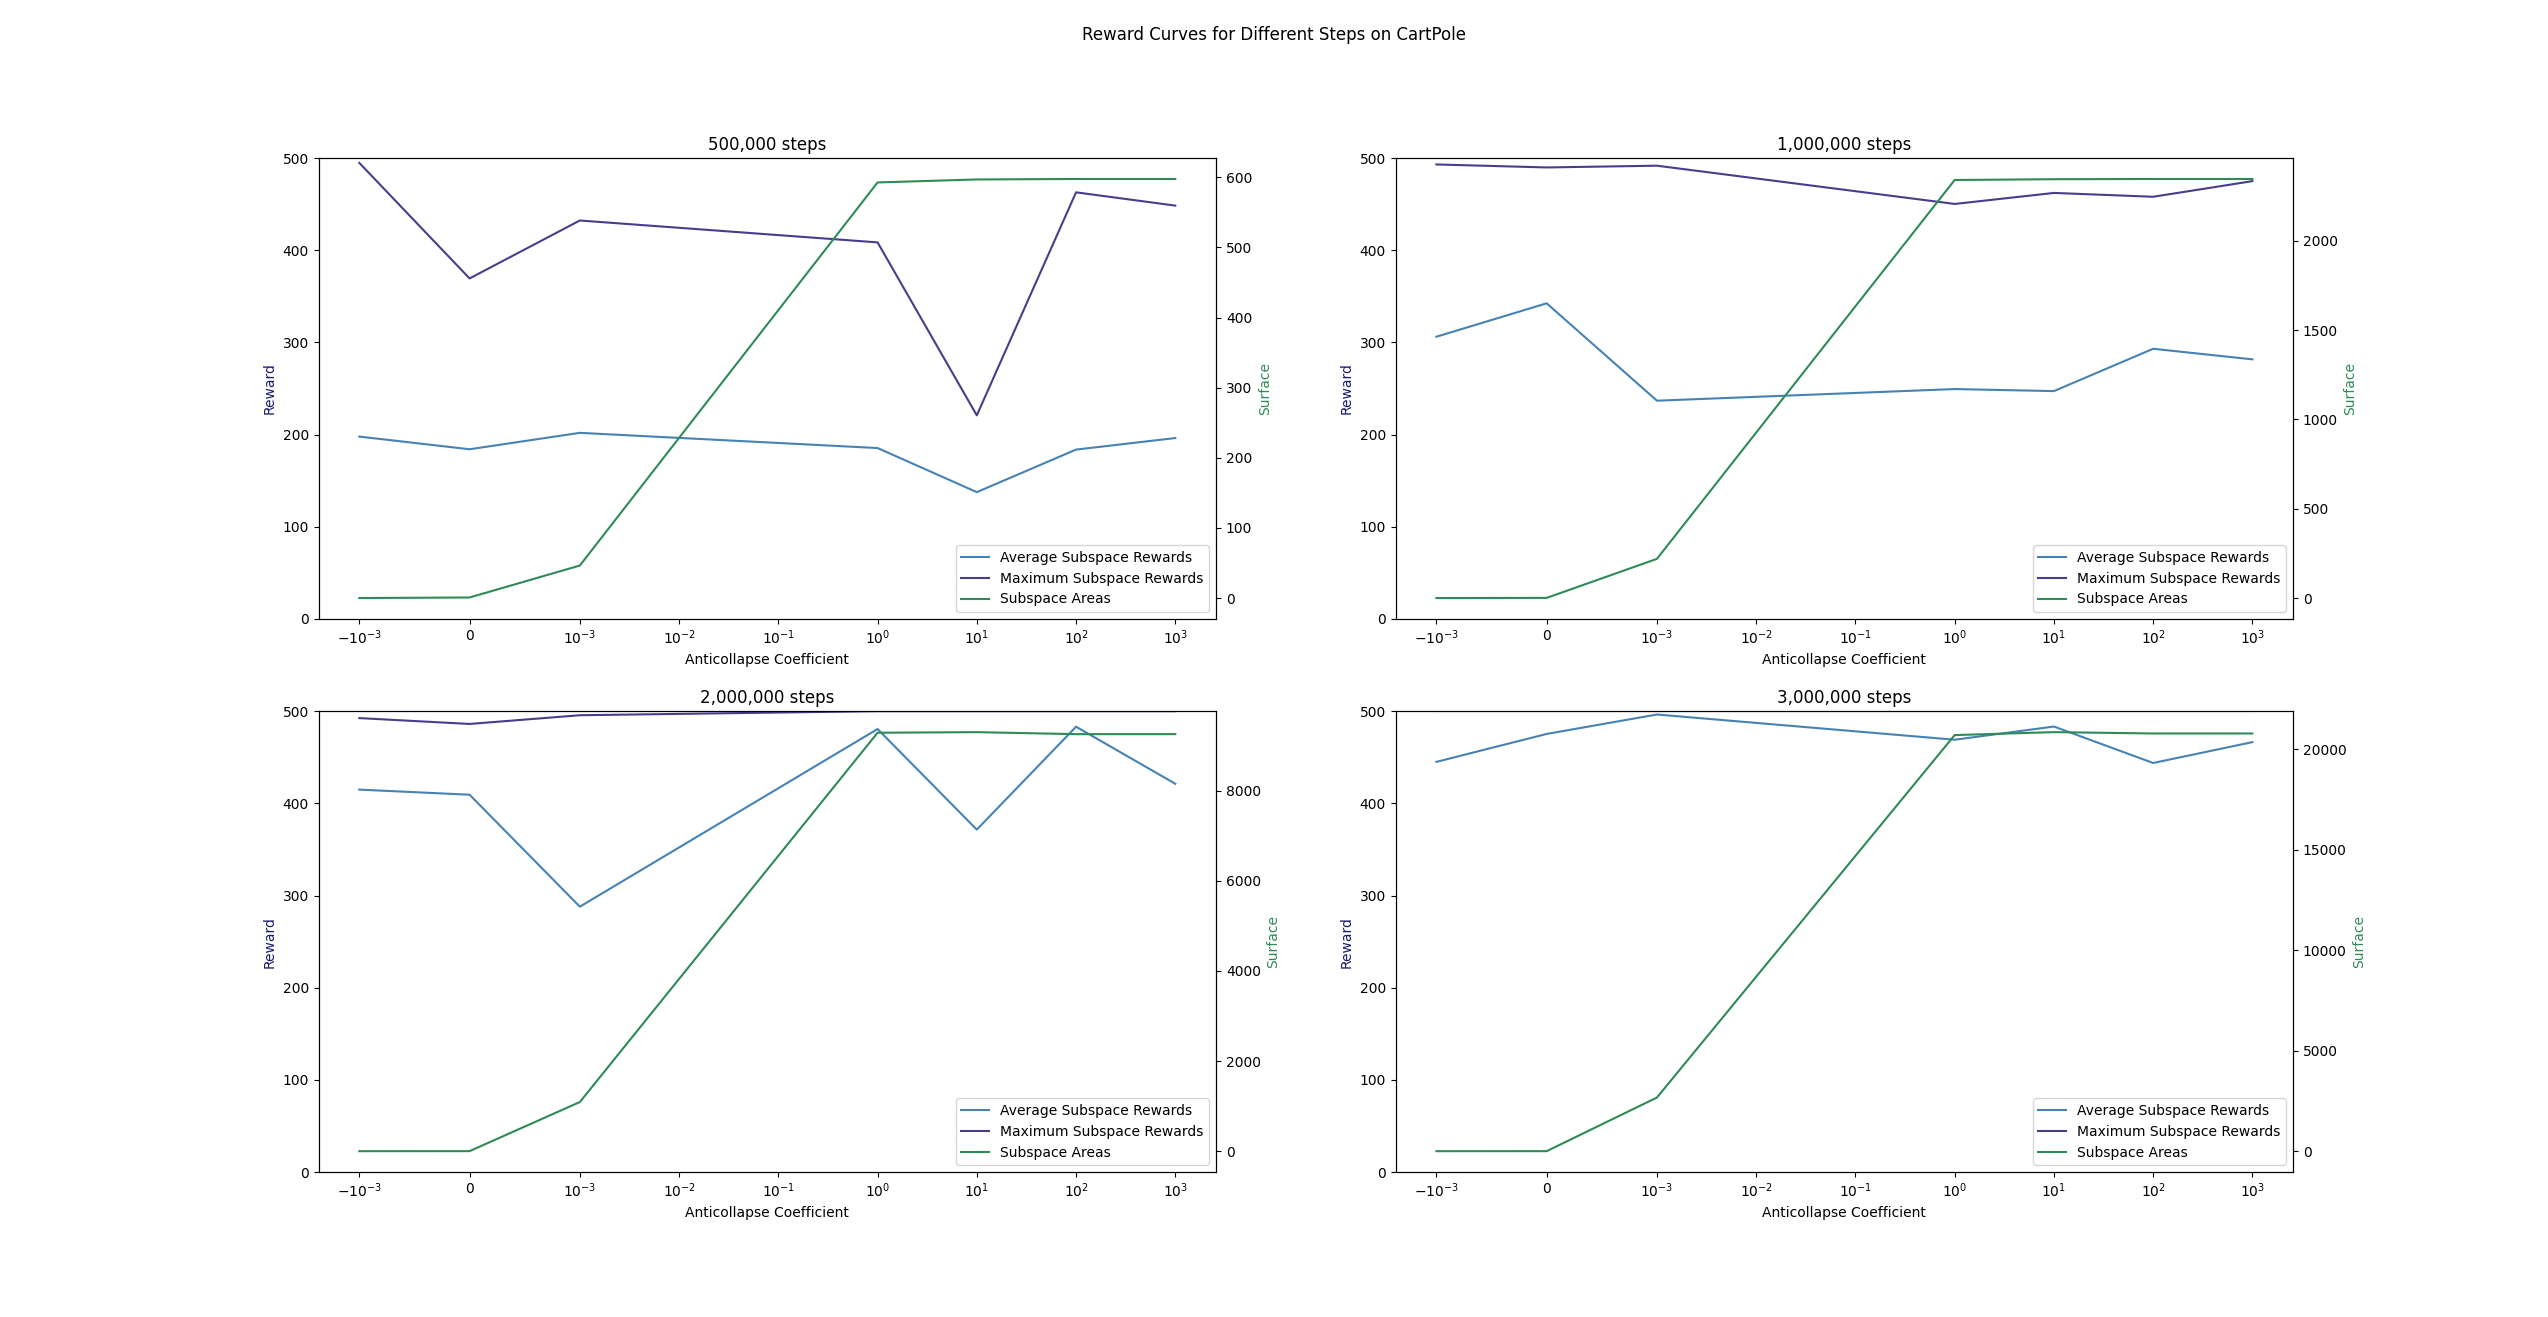 Reward Curves for Different Steps on CartPole
500,000 steps
500
400
300
200
100
0
Reward
600
500
400
300
200
100
0
Surface
Average Subspace Rewards
Maximum Subspace Rewards
Subspace Areas
−10⁻³ 0 10⁻³ 10⁻² 10⁻¹ 10⁰ 10¹ 10² 10³
Anticollapse Coefficient
1,000,000 steps
500
400
300
200
100
0
Reward
2000
1500
1000
500
0
Surface
Average Subspace Rewards
Maximum Subspace Rewards
Subspace Areas
−10⁻³ 0 10⁻³ 10⁻² 10⁻¹ 10⁰ 10¹ 10² 10³
Anticollapse Coefficient
2,000,000 steps
500
400
300
200
100
0
Reward
8000
6000
4000
2000
0
Surface
Average Subspace Rewards
Maximum Subspace Rewards
Subspace Areas
−10⁻³ 0 10⁻³ 10⁻² 10⁻¹ 10⁰ 10¹ 10² 10³
Anticollapse Coefficient
3,000,000 steps
500
400
300
200
100
0
Reward
20000
15000
10000
5000
0
Surface
Average Subspace Rewards
Maximum Subspace Rewards
Subspace Areas
−10⁻³ 0 10⁻³ 10⁻² 10⁻¹ 10⁰ 10¹ 10² 10³
Anticollapse Coefficient